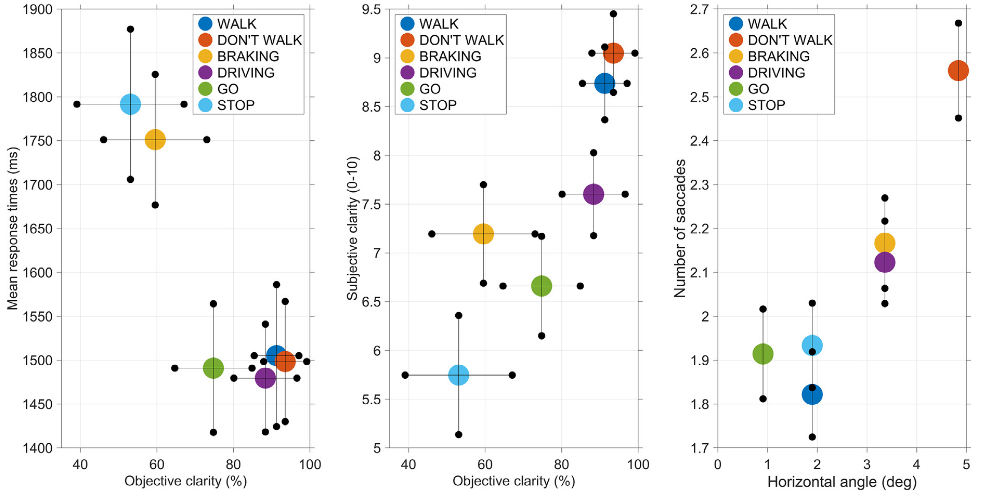 Mean response times (ms)
1900
1850
1800
1750
1700
1650
1600
1550
1500
1450
1400
WALK
DON'T WALK
BRAKING
DRIVING
GO
STOP
40 60 80 100
Objective clarity (%)
Subjective clarity (0-10)
9.5
9
8.5
8
7.5
7
6.5
6
5.5
5
WALK
DON'T WALK
BRAKING
DRIVING
GO
STOP
40 60 80 100
Objective clarity (%)
Number of saccades
2.7
2.6
2.5
2.4
2.3
2.2
2.1
2
1.9
1.8
1.7
WALK
DON'T WALK
BRAKING
DRIVING
GO
STOP
0 1 2 3 4 5
Horizontal angle (deg)